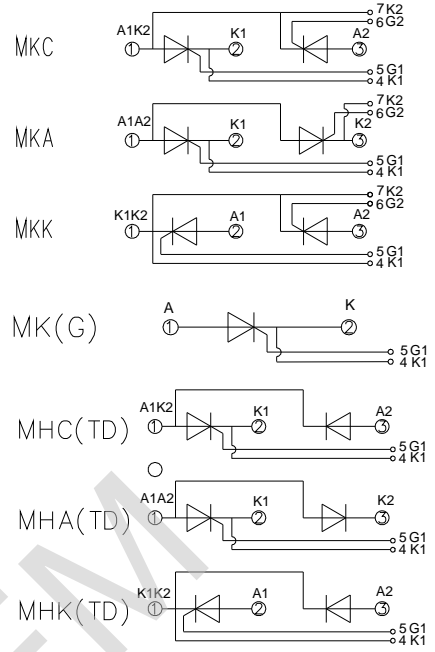 MKC
A1K2 K1 A2 7K2
6G2
① ② ③
5G1
4K1
MKA
A1A2 K1 K2 7K2
6G2
① ② ③
5G1
4K1
MKK
K1K2 A1 A2 7K2
6G2
① ② ③
5G1
4K1
MK(G)
A K
① ②
5G1
4K1
MHC(TD)
A1K2 K1 A2
① ② ③
5G1
4K1
MHA(TD)
A1A2 K1 K2
① ② ③
5G1
4K1
MHK(TD)
K1K2 A1 A2
① ② ③
5G1
4K1